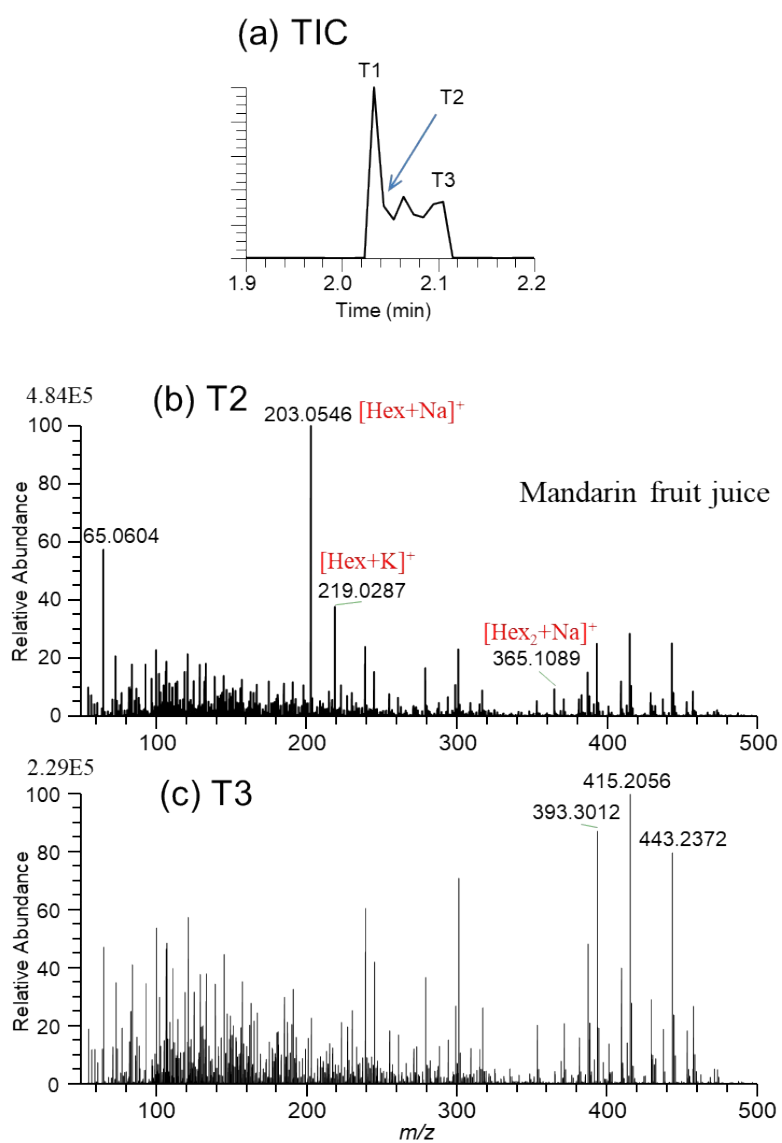 (a) TIC
T1
T2
T3
1.9 2.0 2.1 2.2
Time (min)
4.84E5
(b) T2
203.0546 [Hex+Na]⁺
Mandarin fruit juice
65.0604
[Hex+K]⁺
219.0287
[Hex₂+Na]⁺
365.1089
Relative Abundance
100
80
60
40
20
0
100 200 300 400 500
2.29E5
(c) T3
415.2056
393.3012
443.2372
Relative Abundance
100
80
60
40
20
0
100 200 300 400 500
m/z